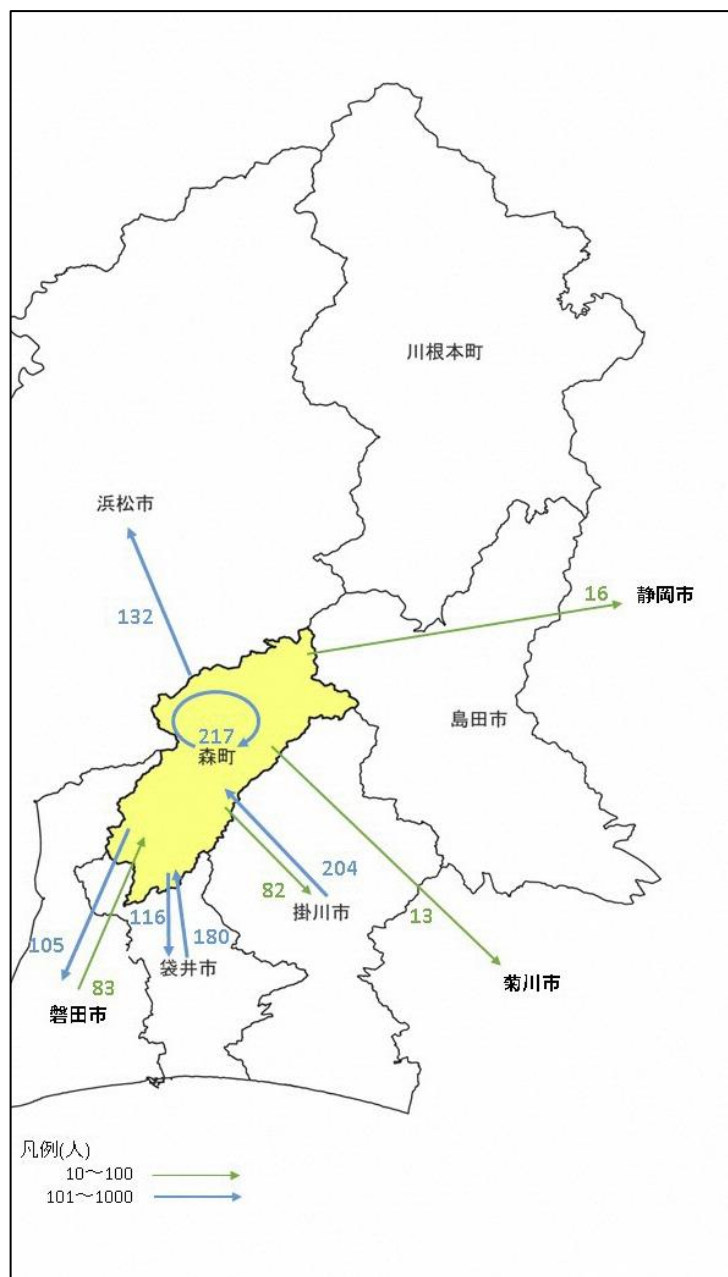 川根本町
浜松市
16
静岡市
132
島田市
217
森町
204
82
掛川市
13
116
180
105
袋井市
83
菊川市
磐田市
凡例(人)
10～100
101～1000